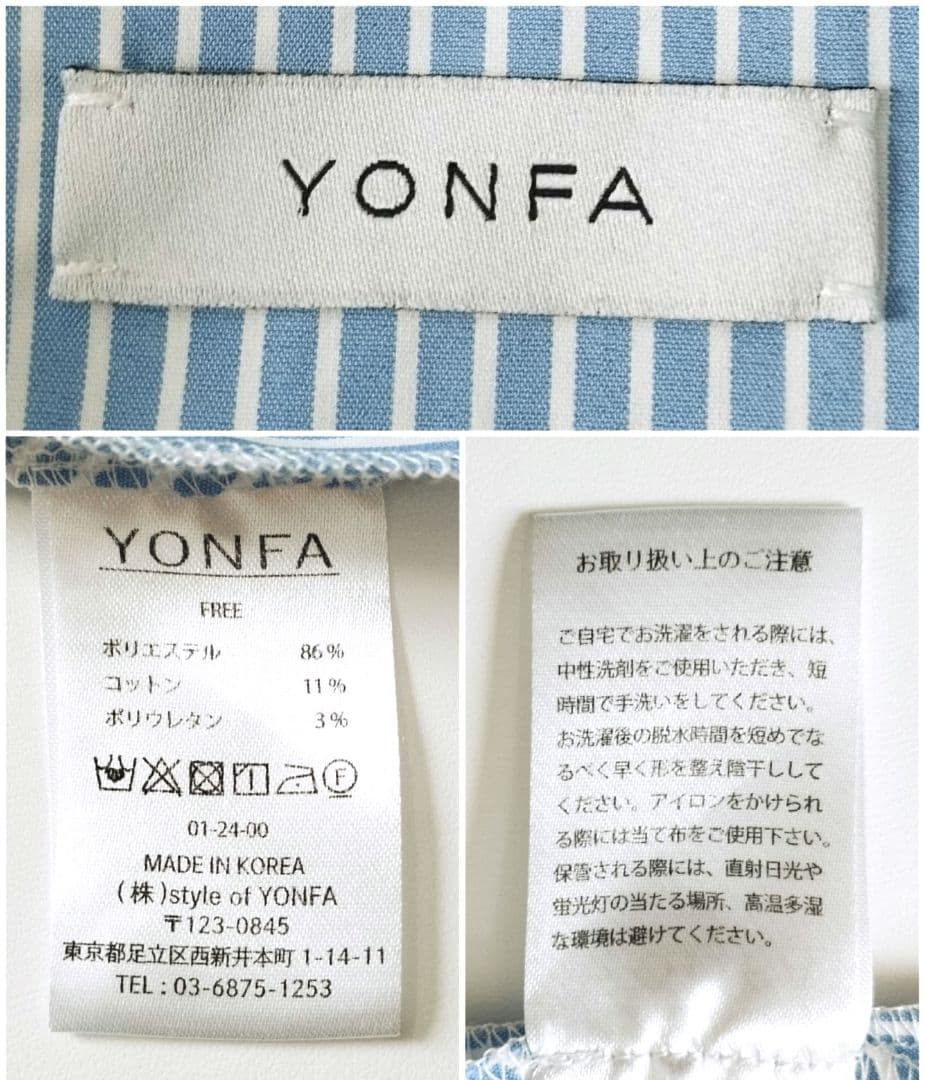 YONFA
YONFA
FREE
ポリエステル 86%
コットン 11%
ポリウレタン 3%
F
01-24-00
MADE IN KOREA
(株)style of YONFA
〒123-0845
東京都足立区西新井本町 1-14-11
TEL : 03-6875-1253
お取り扱い上のご注意
ご自宅でお洗濯をされる際には、
中性洗剤をご使用いただき、短
時間で手洗いをしてください。
お洗濯後の脱水時間を短めでな
るべく早く形を整え陰干しして
ください。アイロンをかけられ
る際には当て布をご使用下さい。
保管される際には、直射日光や
蛍光灯の当たる場所、高温多湿
な環境は避けてください。